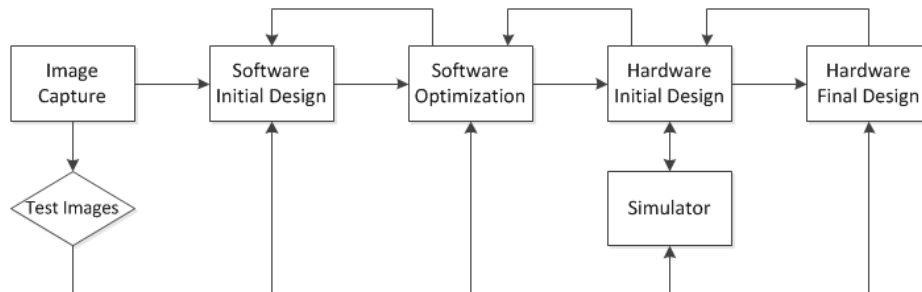 Image
Capture
Software
Initial Design
Software
Optimization
Hardware
Initial Design
Hardware
Final Design
Test Images
Simulator